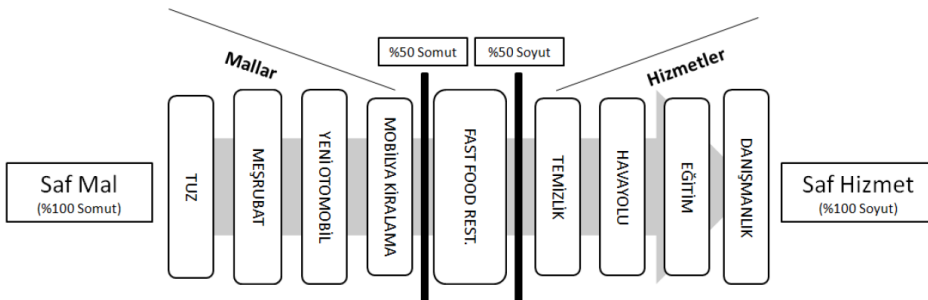 %50 Somut
%50 Soyut
Mallar
Hizmetler
Saf Mal
(%100 Somut)
TUZ
MEŞRUBAT
YENİ OTOMOBİL
MOBİLYA KİRALAMA
FAST FOOD REST.
TEMİZLİK
HAVAYOLU
EĞİTİM
DANIŞMANLIK
Saf Hizmet
(%100 Soyut)